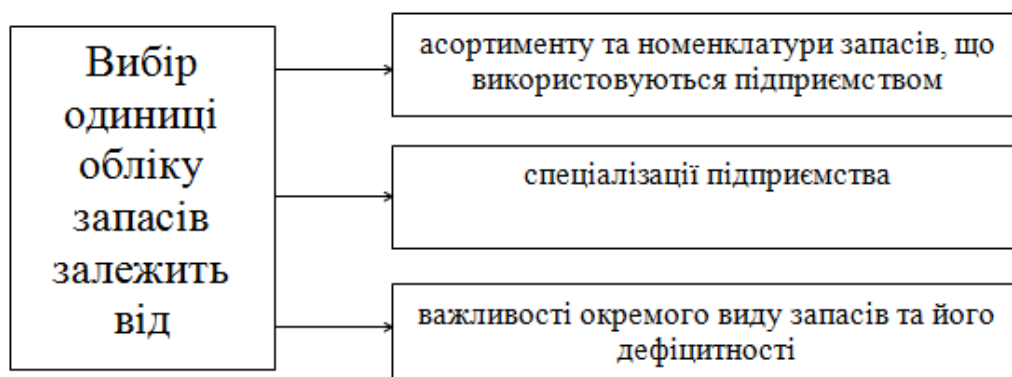 Вибір
одиниці
обліку
запасів
залежить
від
асортименту та номенклатури запасів, що
використовуються підприємством
спеціалізації підприємства
важливості окремого виду запасів та його
дефіцитності